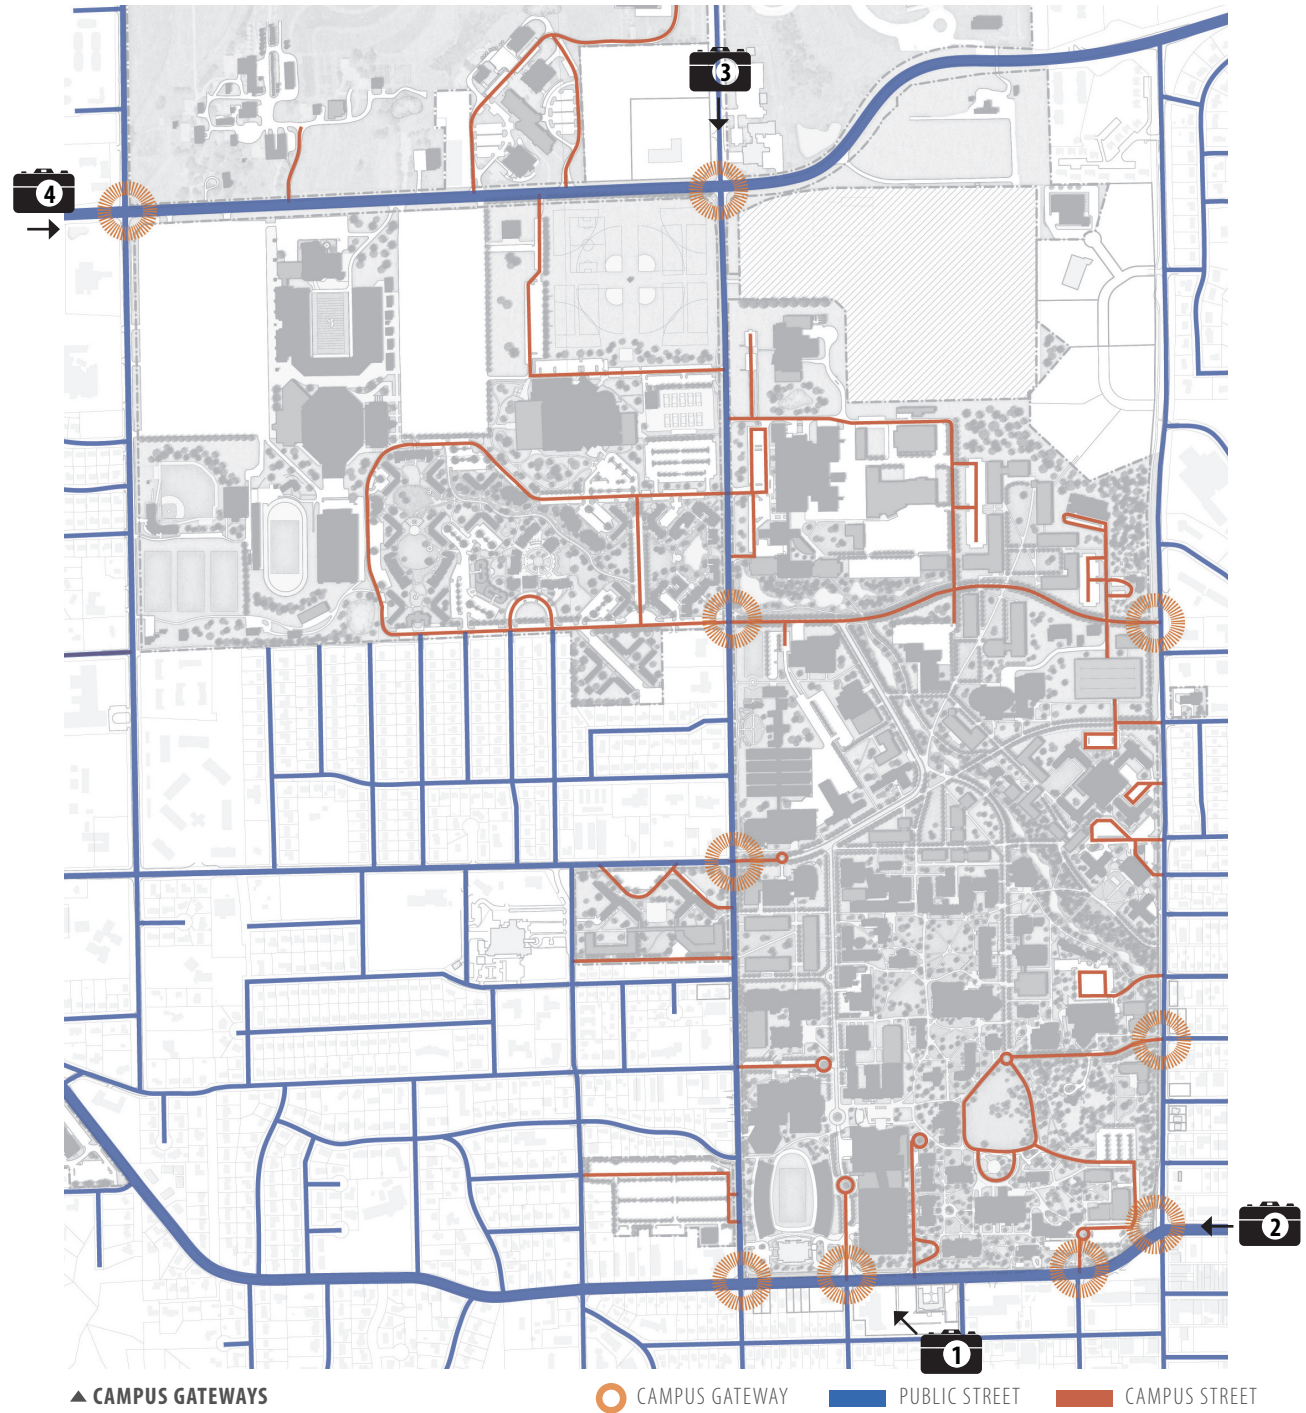 3
4
2
1
▲ CAMPUS GATEWAYS
CAMPUS GATEWAY
PUBLIC STREET
CAMPUS STREET